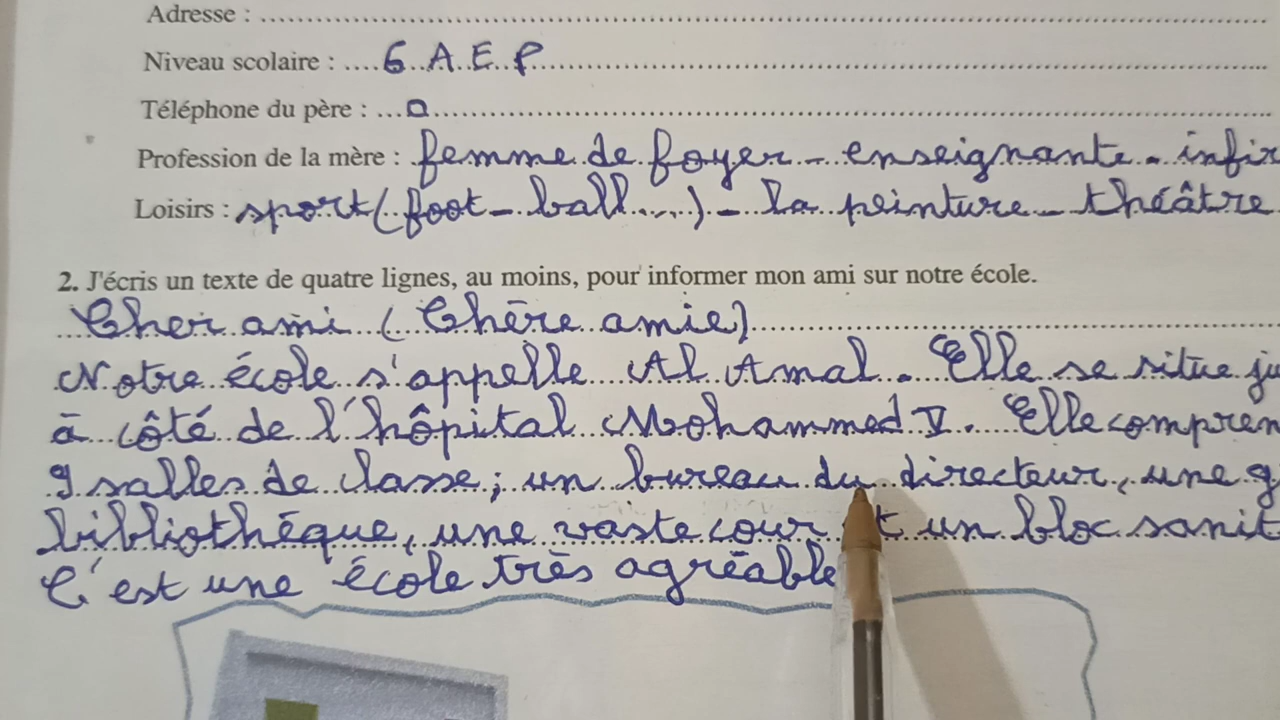 Adresse :
Niveau scolaire : 6 A.E.P
Téléphone du père : 0
Profession de la mère : femme de foyer - enseignante - infir
Loisirs : sport (foot-ball...) - la peinture - théâtre
2. J'écris un texte de quatre lignes, au moins, pour informer mon ami sur notre école.
Cher ami (Chère amie)
Notre école s'appelle Al Amal. Elle se situe ju
à côté de l'hôpital Mohammed V. Elle compren
9 salles de classe; un bureau du directeur, une g
bibliothèque, une vaste cour et un bloc sanit
C'est une école très agréable